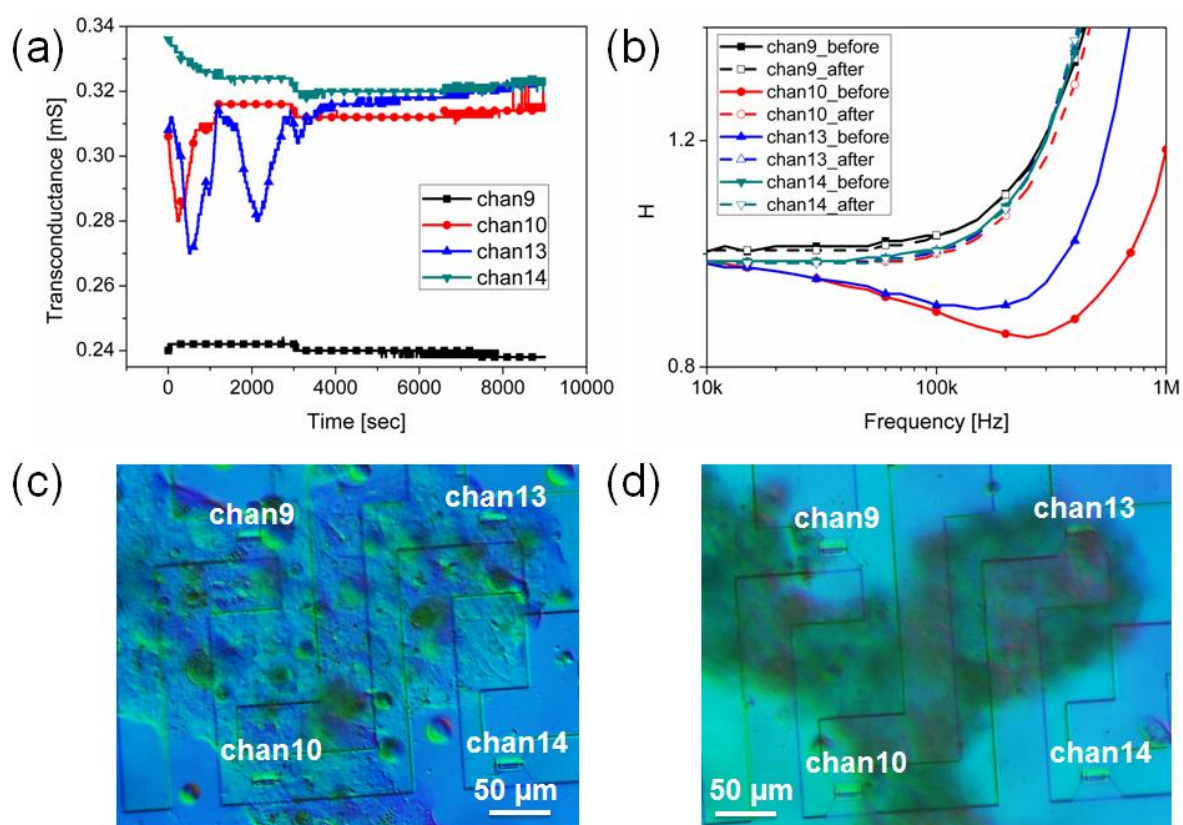 (a)
0.34
0.32
0.30
0.28
0.26
0.24
Transconductance [mS]
chan9
chan10
chan13
chan14
-2000 0 2000 4000 6000 8000 10000
Time [sec]
(b)
chan9_before
chan9_after
chan10_before
chan10_after
chan13_before
chan13_after
chan14_before
chan14_after
1.2
0.8
H
10k 100k 1M
Frequency [Hz]
(c)
chan9
chan13
chan10
chan14
50 μm
(d)
chan9
chan13
chan10
chan14
50 μm